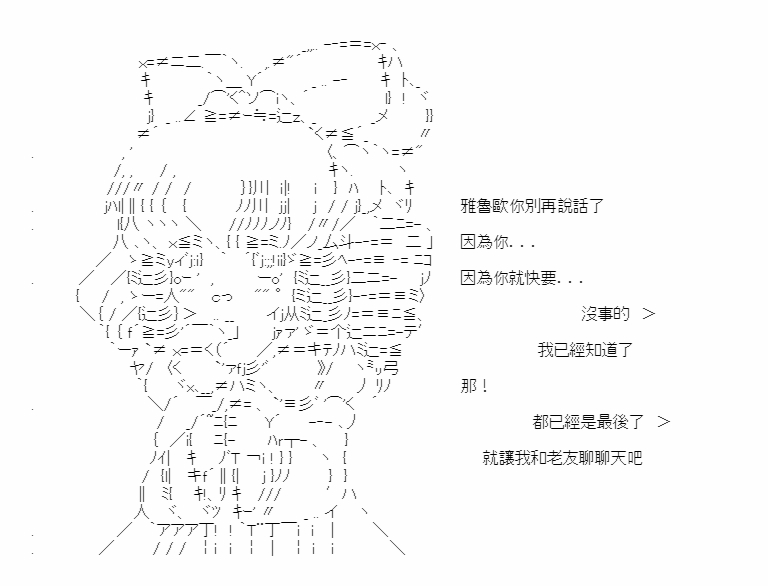 雅魯歐你別再說話了
因為你...
因為你就快要...
沒事的 ＞
我已經知道了
那！
都已經是最後了 ＞
就讓我和老友聊聊天吧